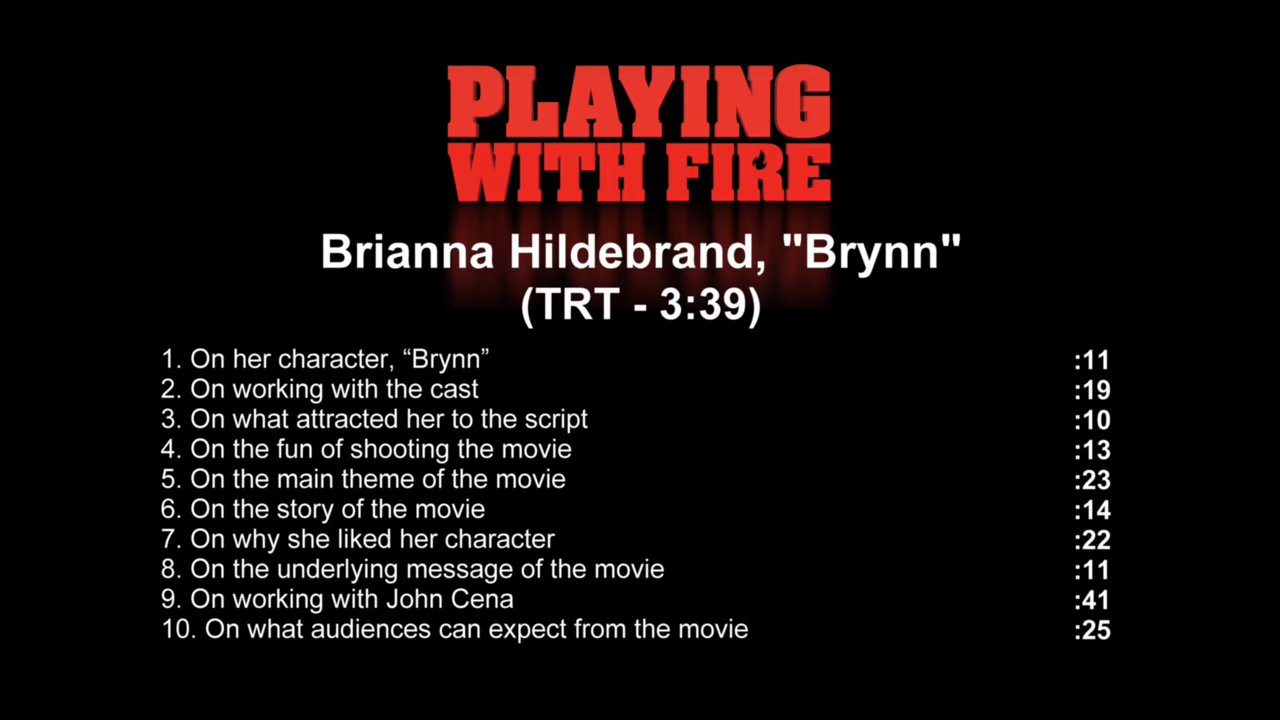 PLAYING
WITH FIRE
Brianna Hildebrand, "Brynn"
(TRT - 3:39)
1. On her character, “Brynn” :11
2. On working with the cast :19
3. On what attracted her to the script :10
4. On the fun of shooting the movie :13
5. On the main theme of the movie :23
6. On the story of the movie :14
7. On why she liked her character :22
8. On the underlying message of the movie :11
9. On working with John Cena :41
10. On what audiences can expect from the movie :25